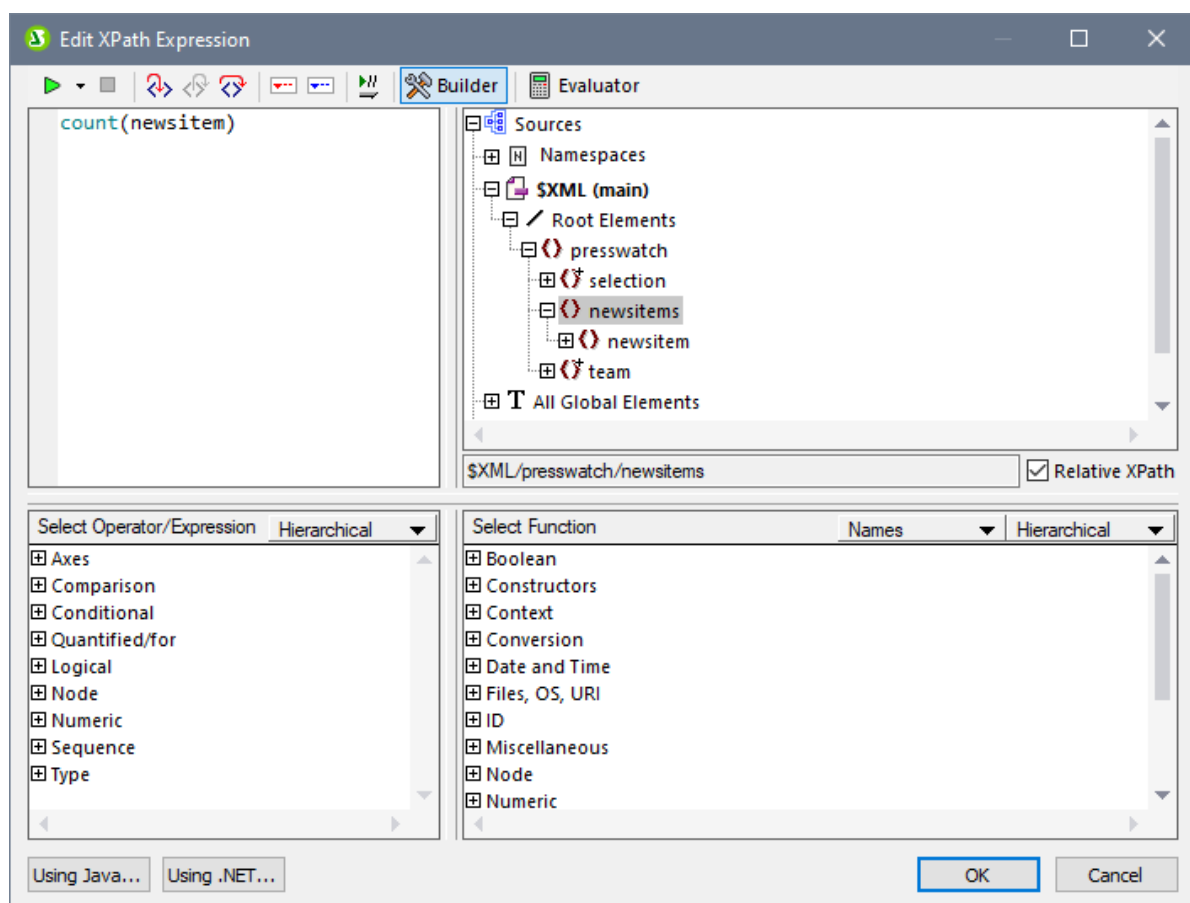 Edit XPath Expression
Builder Evaluator
count(newsitem)
Sources
Namespaces
$XML (main)
Root Elements
presswatch
selection
newsitems
newsitem
team
T All Global Elements
$XML/presswatch/newsitems Relative XPath
Select Operator/Expression Hierarchical
Axes
Comparison
Conditional
Quantified/for
Logical
Node
Numeric
Sequence
Type
Select Function Names Hierarchical
Boolean
Constructors
Context
Conversion
Date and Time
Files, OS, URI
ID
Miscellaneous
Node
Numeric
Using Java... Using .NET... OK Cancel